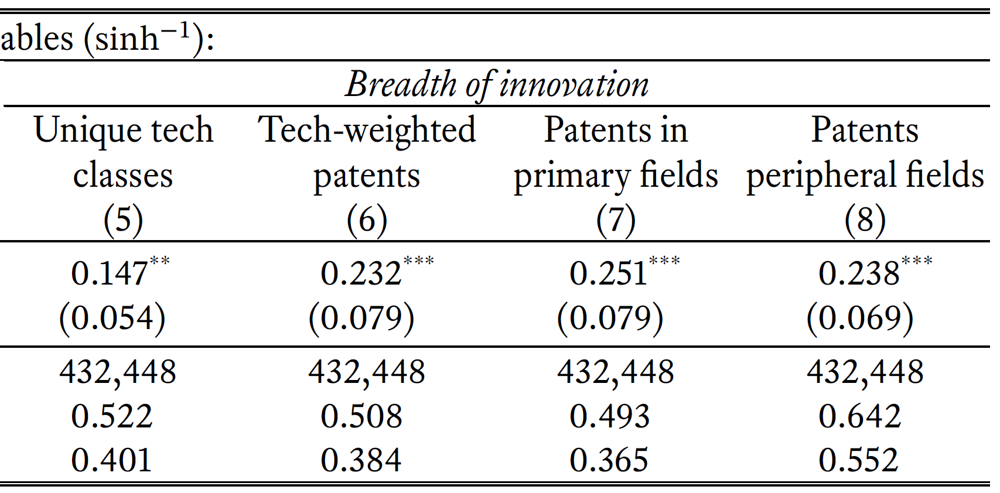 ables (sinh⁻¹):
Breadth of innovation
Unique tech Tech-weighted Patents in Patents
classes patents primary fields peripheral fields
(5) (6) (7) (8)
0.147** 0.232*** 0.251*** 0.238***
(0.054) (0.079) (0.079) (0.069)
432,448 432,448 432,448 432,448
0.522 0.508 0.493 0.642
0.401 0.384 0.365 0.552